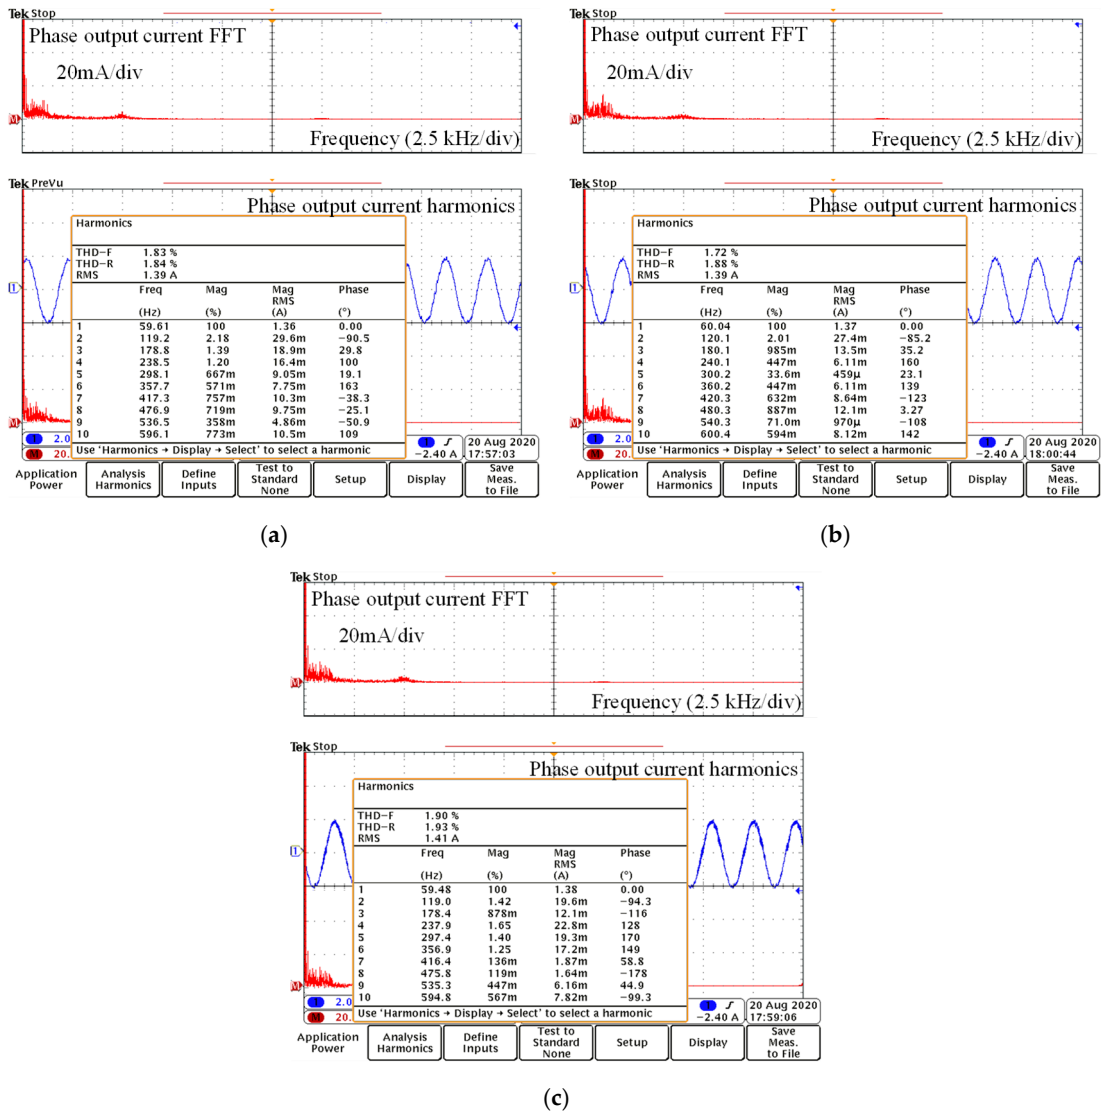 Tek Stop
Phase output current FFT
20mA/div
M
Frequency (2.5 kHz/div)
Tek PreVu
Phase output current harmonics
Harmonics
THD-F 1.83 %
THD-R 1.84 %
RMS 1.39 A
Freq Mag Mag Phase
RMS
(Hz) (%) (A) (°)
1 59.61 100 1.36 0.00
2 119.2 2.18 29.6m -90.5
3 178.8 1.39 18.9m 29.8
4 238.5 1.20 16.4m 100
5 298.1 667m 9.05m 19.1
6 357.7 571m 7.75m 163
7 417.3 757m 10.3m -38.3
8 476.9 719m 9.75m -25.1
9 536.5 358m 4.86m -50.9
10 596.1 773m 10.5m 109
Use 'Harmonics → Display → Select' to select a harmonic
1
M
1 2.0
M 20.
1 -2.40 A
20 Aug 2020
17:57:03
Application Power
Analysis Harmonics
Define Inputs
Test to Standard None
Setup
Display
Save Meas. to File
(a)
Tek Stop
Phase output current FFT
20mA/div
M
Frequency (2.5 kHz/div)
Tek Stop
Phase output current harmonics
Harmonics
THD-F 1.72 %
THD-R 1.88 %
RMS 1.39 A
Freq Mag Mag Phase
RMS
(Hz) (%) (A) (°)
1 60.04 100 1.37 0.00
2 120.1 2.01 27.4m -85.2
3 180.1 985m 13.5m 35.2
4 240.1 447m 6.11m 160
5 300.2 33.6m 459µ 23.1
6 360.2 447m 6.11m 139
7 420.3 632m 8.64m -123
8 480.3 887m 12.1m 3.27
9 540.3 71.0m 970µ -108
10 600.4 594m 8.12m 142
Use 'Harmonics → Display → Select' to select a harmonic
1
M
1 2.0
M 20.
1 -2.40 A
20 Aug 2020
18:00:44
Application Power
Analysis Harmonics
Define Inputs
Test to Standard None
Setup
Display
Save Meas. to File
(b)
Tek Stop
Phase output current FFT
20mA/div
M
Frequency (2.5 kHz/div)
Tek Stop
Phase output current harmonics
Harmonics
THD-F 1.90 %
THD-R 1.93 %
RMS 1.41 A
Freq Mag Mag Phase
RMS
(Hz) (%) (A) (°)
1 59.48 100 1.38 0.00
2 119.0 1.42 19.6m -94.3
3 178.4 878m 12.1m -116
4 237.9 1.65 22.8m 128
5 297.4 1.40 19.3m 170
6 356.9 1.25 17.2m 149
7 416.4 136m 1.87m 58.8
8 475.8 119m 1.64m -178
9 535.3 447m 6.16m 44.9
10 594.8 567m 7.82m -99.3
Use 'Harmonics → Display → Select' to select a harmonic
1
M
1 2.0
M 20.
1 -2.40 A
20 Aug 2020
17:59:06
Application Power
Analysis Harmonics
Define Inputs
Test to Standard None
Setup
Display
Save Meas. to File
(c)